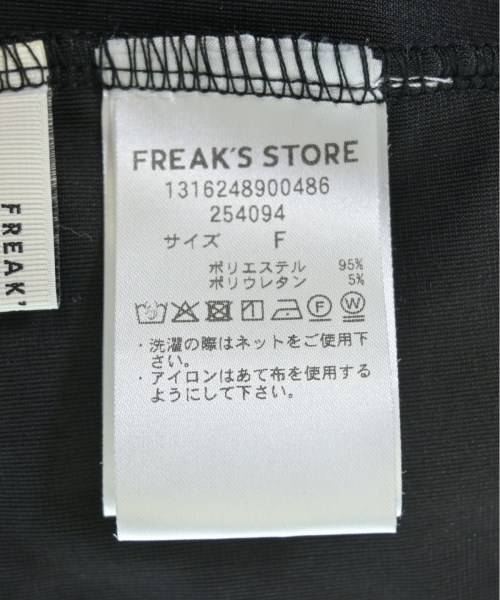 FREAK'S STORE
1316248900486
254094
サイズ F
ポリエステル 95%
ポリウレタン 5%
F W
・洗濯の際はネットをご使用下
さい。
・アイロンはあて布を使用する
ようにして下さい。
FREAK'